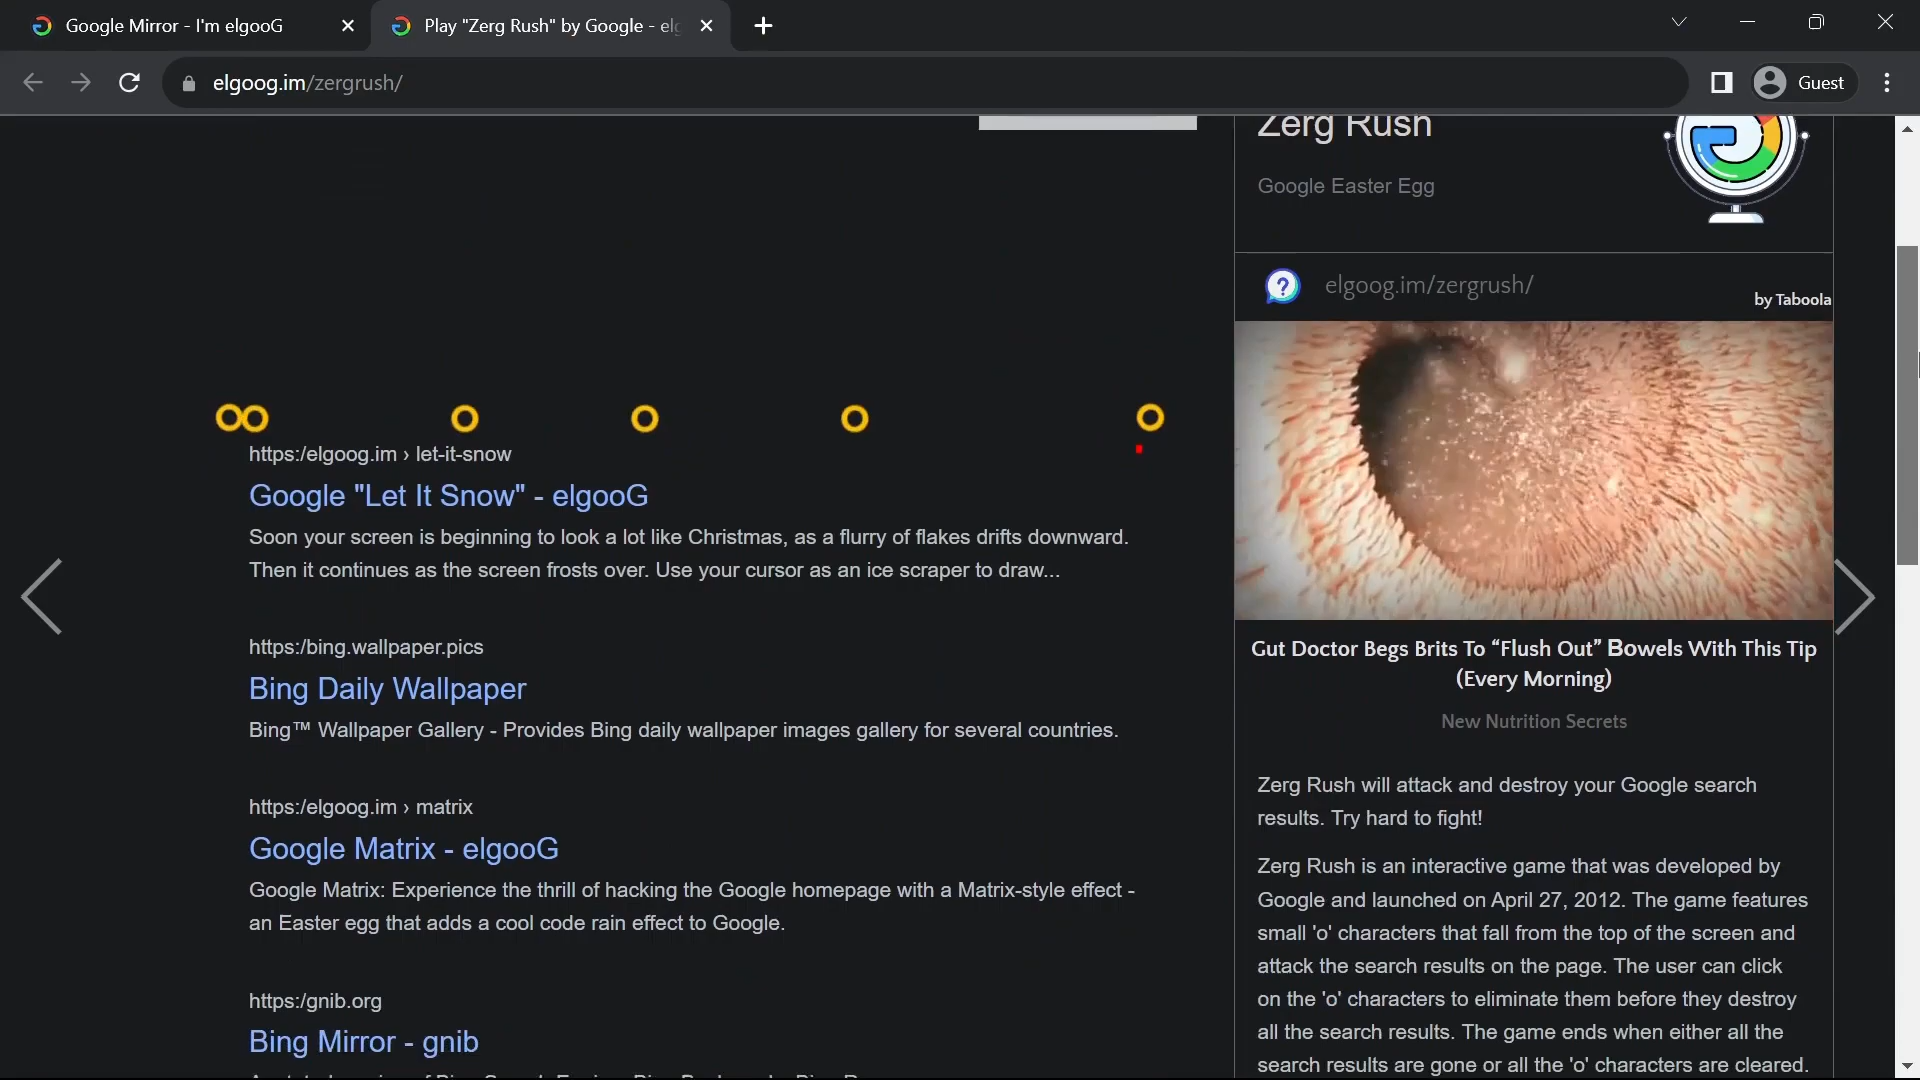 Google Mirror - I'm elgooG
Play "Zerg Rush" by Google - elg
elgoog.im/zergrush/
Guest
Zerg Rush
Google Easter Egg
elgoog.im/zergrush/
by Taboola
https:/elgoog.im › let-it-snow
Google "Let It Snow" - elgooG
Soon your screen is beginning to look a lot like Christmas, as a flurry of flakes drifts downward.
Then it continues as the screen frosts over. Use your cursor as an ice scraper to draw...
https:/bing.wallpaper.pics
Bing Daily Wallpaper
Bing™ Wallpaper Gallery - Provides Bing daily wallpaper images gallery for several countries.
https:/elgoog.im › matrix
Google Matrix - elgooG
Google Matrix: Experience the thrill of hacking the Google homepage with a Matrix-style effect -
an Easter egg that adds a cool code rain effect to Google.
https:/gnib.org
Bing Mirror - gnib
Gut Doctor Begs Brits To “Flush Out” Bowels With This Tip
(Every Morning)
New Nutrition Secrets
Zerg Rush will attack and destroy your Google search
results. Try hard to fight!
Zerg Rush is an interactive game that was developed by
Google and launched on April 27, 2012. The game features
small 'o' characters that fall from the top of the screen and
attack the search results on the page. The user can click
on the 'o' characters to eliminate them before they destroy
all the search results. The game ends when either all the
search results are gone or all the 'o' characters are cleared.